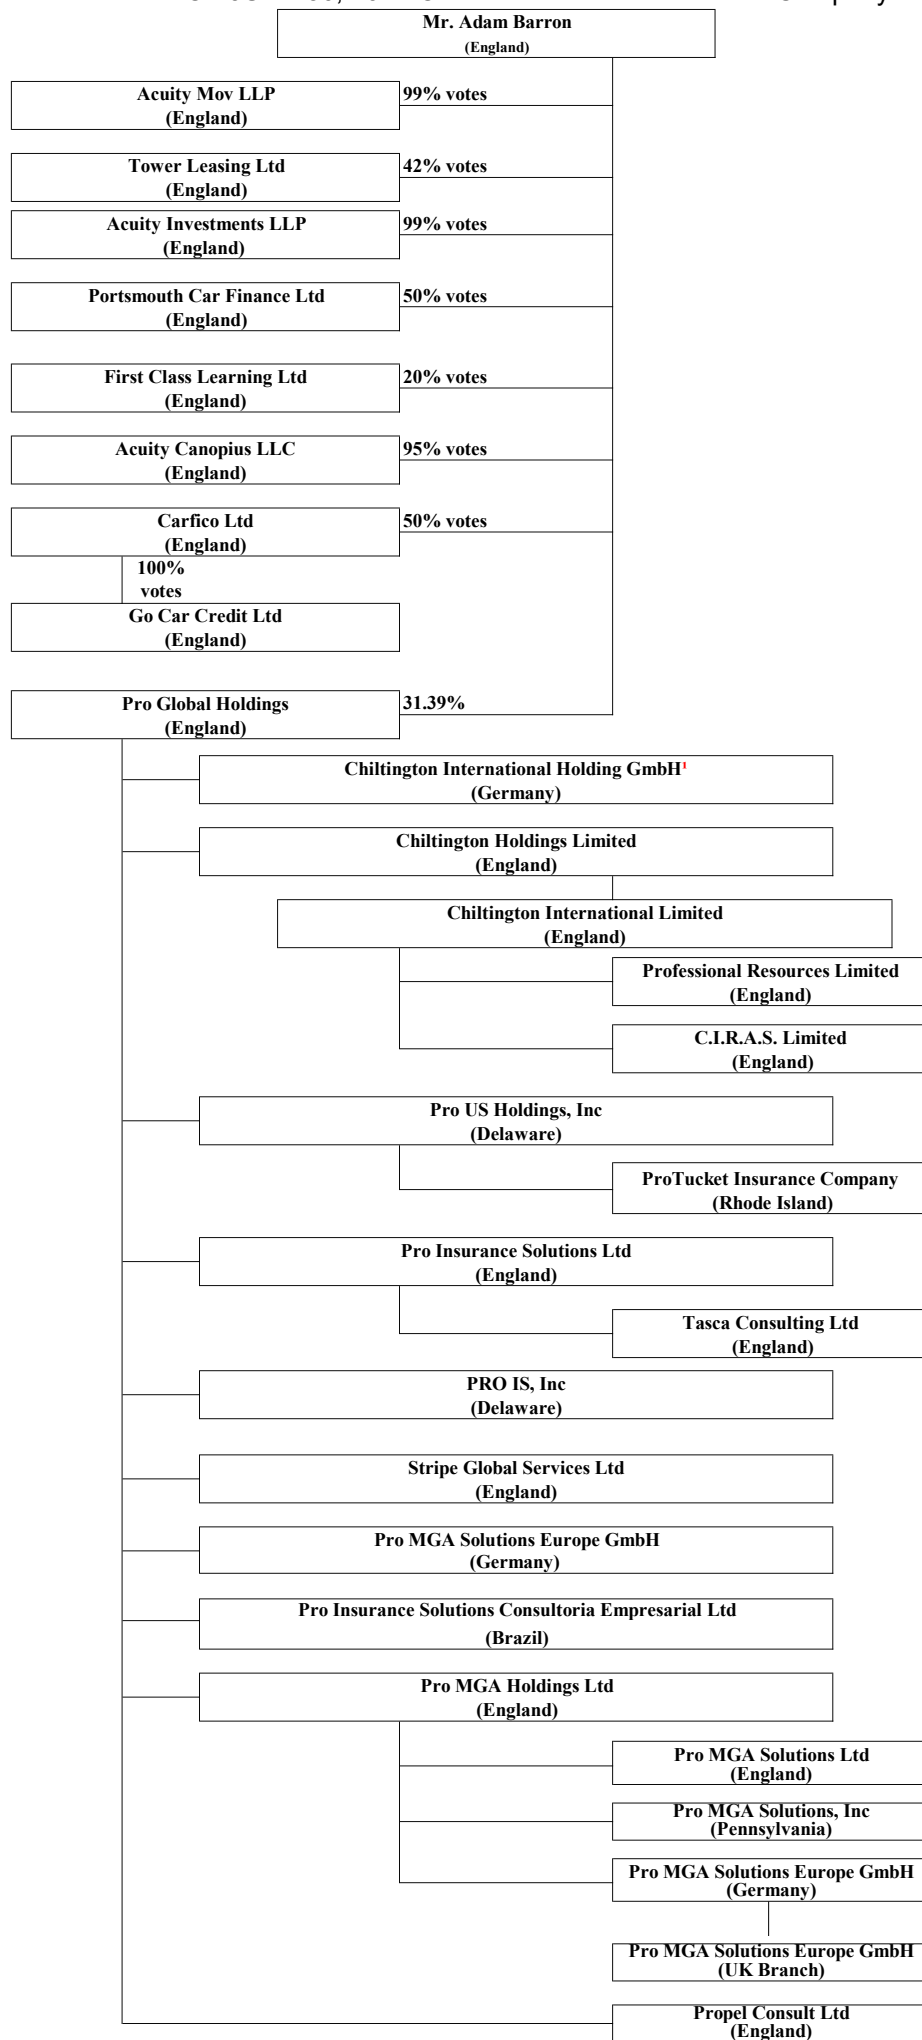 Mr. Adam Barron
(England)
Acuity Mov LLP
(England)
99% votes
Tower Leasing Ltd
(England)
42% votes
Acuity Investments LLP
(England)
99% votes
Portsmouth Car Finance Ltd
(England)
50% votes
First Class Learning Ltd
(England)
20% votes
Acuity Canopius LLC
(England)
95% votes
Carfico Ltd
(England)
50% votes
100%
votes
Go Car Credit Ltd
(England)
Pro Global Holdings
(England)
31.39%
Chiltington International Holding GmbH¹
(Germany)
Chiltington Holdings Limited
(England)
Chiltington International Limited
(England)
Professional Resources Limited
(England)
C.I.R.A.S. Limited
(England)
Pro US Holdings, Inc
(Delaware)
ProTucket Insurance Company
(Rhode Island)
Pro Insurance Solutions Ltd
(England)
Tasca Consulting Ltd
(England)
PRO IS, Inc
(Delaware)
Stripe Global Services Ltd
(England)
Pro MGA Solutions Europe GmbH
(Germany)
Pro Insurance Solutions Consultoria Empresarial Ltd
(Brazil)
Pro MGA Holdings Ltd
(England)
Pro MGA Solutions Ltd
(England)
Pro MGA Solutions, Inc
(Pennsylvania)
Pro MGA Solutions Europe GmbH
(Germany)
Pro MGA Solutions Europe GmbH
(UK Branch)
Propel Consult Ltd
(England)